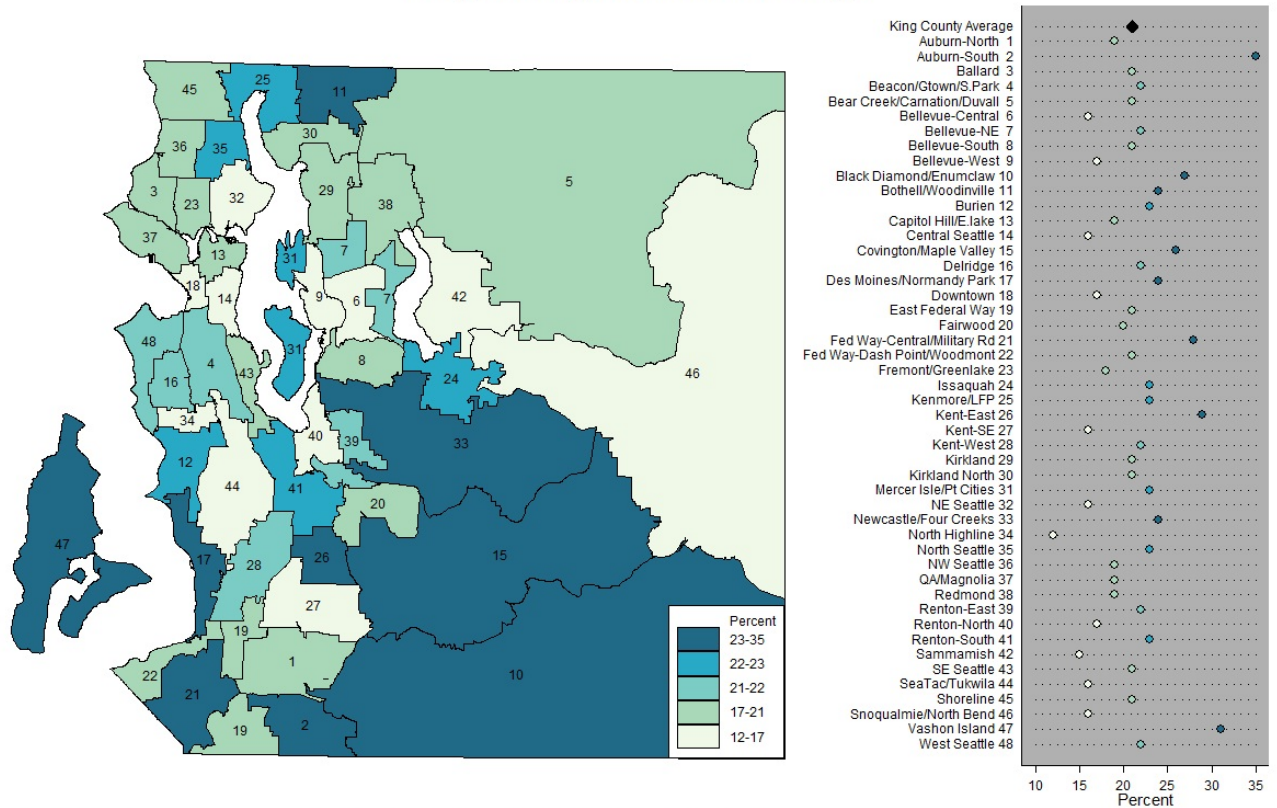 45
25
11
30
36
35
5
3
23
32
29
38
37
13
7
31
18
14
9
6
7
42
48
4
31
43
8
46
16
24
34
40
39
33
12
44
41
20
47
17
28
26
15
27
19
1
22
21
10
19
2
Percent
23-35
22-23
21-22
17-21
12-17
King County Average
Auburn-North 1
Auburn-South 2
Ballard 3
Beacon/Gtown/S.Park 4
Bear Creek/Carnation/Duvall 5
Bellevue-Central 6
Bellevue-NE 7
Bellevue-South 8
Bellevue-West 9
Black Diamond/Enumclaw 10
Bothell/Woodinville 11
Burien 12
Capitol Hill/E.lake 13
Central Seattle 14
Covington/Maple Valley 15
Delridge 16
Des Moines/Normandy Park 17
Downtown 18
East Federal Way 19
Fairwood 20
Fed Way-Central/Military Rd 21
Fed Way-Dash Point/Woodmont 22
Fremont/Greenlake 23
Issaquah 24
Kenmore/LFP 25
Kent-East 26
Kent-SE 27
Kent-West 28
Kirkland 29
Kirkland North 30
Mercer Isle/Pt Cities 31
NE Seattle 32
Newcastle/Four Creeks 33
North Highline 34
North Seattle 35
NW Seattle 36
QA/Magnolia 37
Redmond 38
Renton-East 39
Renton-North 40
Renton-South 41
Sammamish 42
SE Seattle 43
SeaTac/Tukwila 44
Shoreline 45
Snoqualmie/North Bend 46
Vashon Island 47
West Seattle 48
10 15 20 25 30 35
Percent